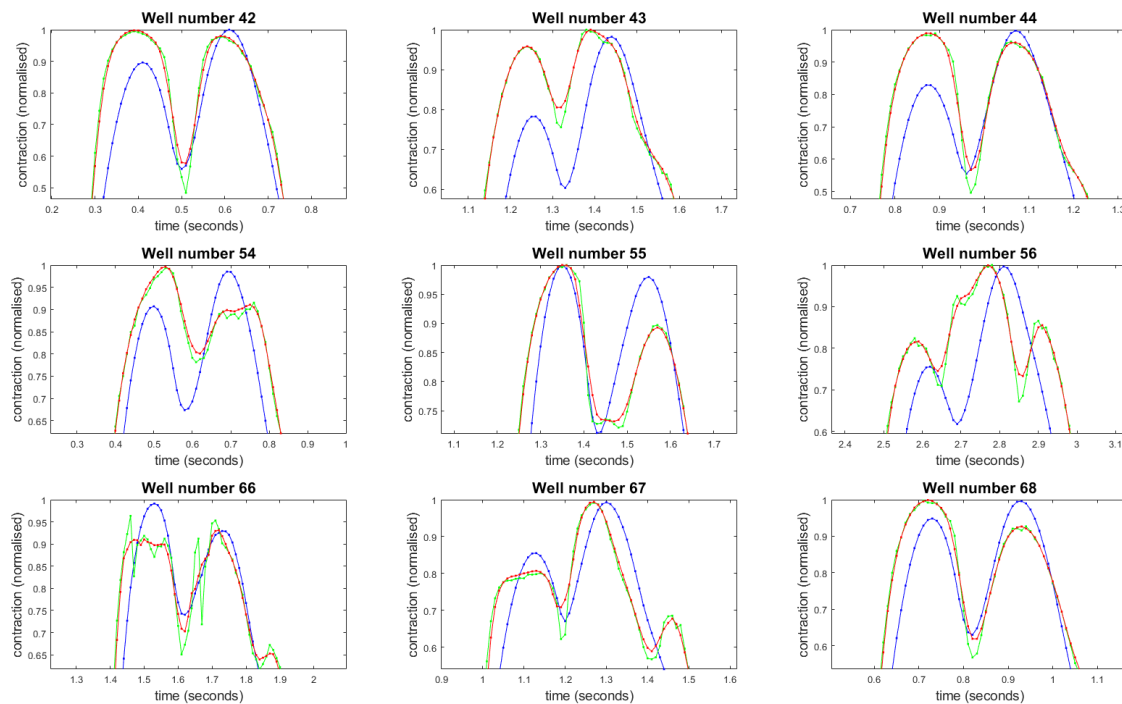 Well number 42
contraction (normalised)
1
0.9
0.8
0.7
0.6
0.5
0.2 0.3 0.4 0.5 0.6 0.7 0.8
time (seconds)
Well number 43
contraction (normalised)
1
0.9
0.8
0.7
0.6
1.1 1.2 1.3 1.4 1.5 1.6 1.7
time (seconds)
Well number 44
contraction (normalised)
1
0.9
0.8
0.7
0.6
0.5
0.7 0.8 0.9 1 1.1 1.2 1.3
time (seconds)
Well number 54
contraction (normalised)
1
0.95
0.9
0.85
0.8
0.75
0.7
0.65
0.3 0.4 0.5 0.6 0.7 0.8 0.9 1
time (seconds)
Well number 55
contraction (normalised)
1
0.95
0.9
0.85
0.8
0.75
1.1 1.2 1.3 1.4 1.5 1.6 1.7
time (seconds)
Well number 56
contraction (normalised)
1
0.9
0.8
0.7
0.6
2.4 2.5 2.6 2.7 2.8 2.9 3 3.1
time (seconds)
Well number 66
contraction (normalised)
1
0.95
0.9
0.85
0.8
0.75
0.7
0.65
1.3 1.4 1.5 1.6 1.7 1.8 1.9 2
time (seconds)
Well number 67
contraction (normalised)
1
0.9
0.8
0.7
0.6
0.9 1 1.1 1.2 1.3 1.4 1.5 1.6
time (seconds)
Well number 68
contraction (normalised)
1
0.9
0.8
0.7
0.6
0.6 0.7 0.8 0.9 1 1.1
time (seconds)